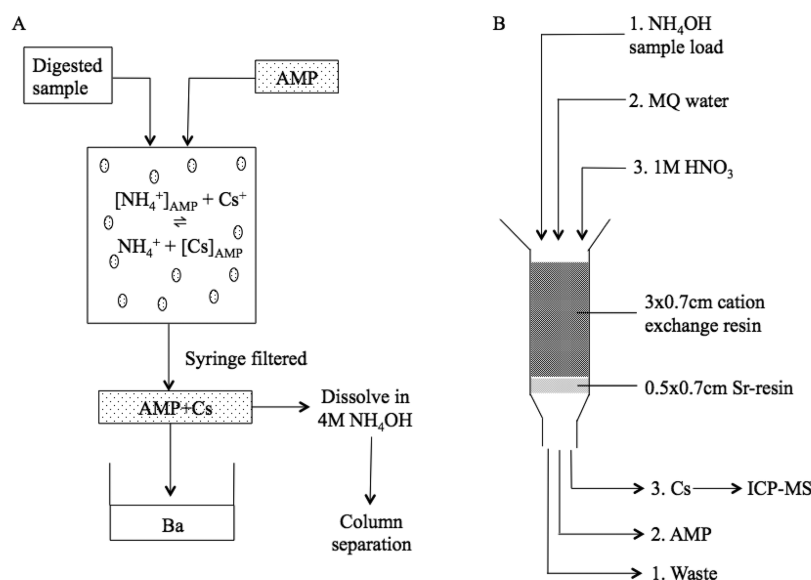 A
Digested
sample
AMP
[NH₄⁺]AMP + Cs⁺
⇌
NH₄⁺ + [Cs]AMP
Syringe filtered
AMP+Cs
Dissolve in
4M NH₄OH
Ba
Column
separation
B
1. NH₄OH
sample load
2. MQ water
3. 1M HNO₃
3x0.7cm cation
exchange resin
0.5x0.7cm Sr-resin
3. Cs
ICP-MS
2. AMP
1. Waste